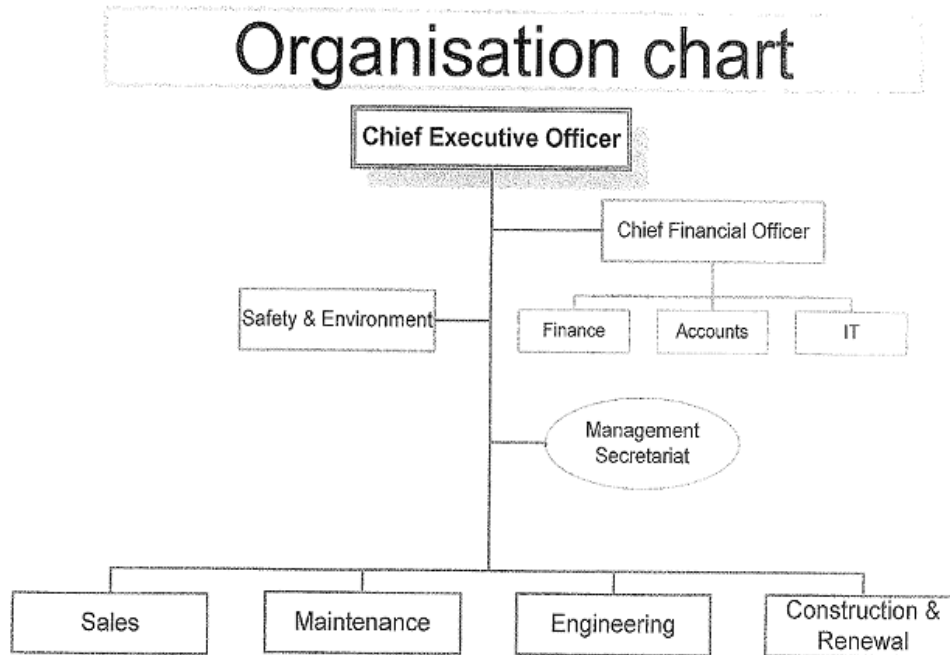 Organisation chart
Chief Executive Officer
Chief Financial Officer
Safety & Environment
Finance
Accounts
IT
Management
Secretariat
Sales
Maintenance
Engineering
Construction &
Renewal